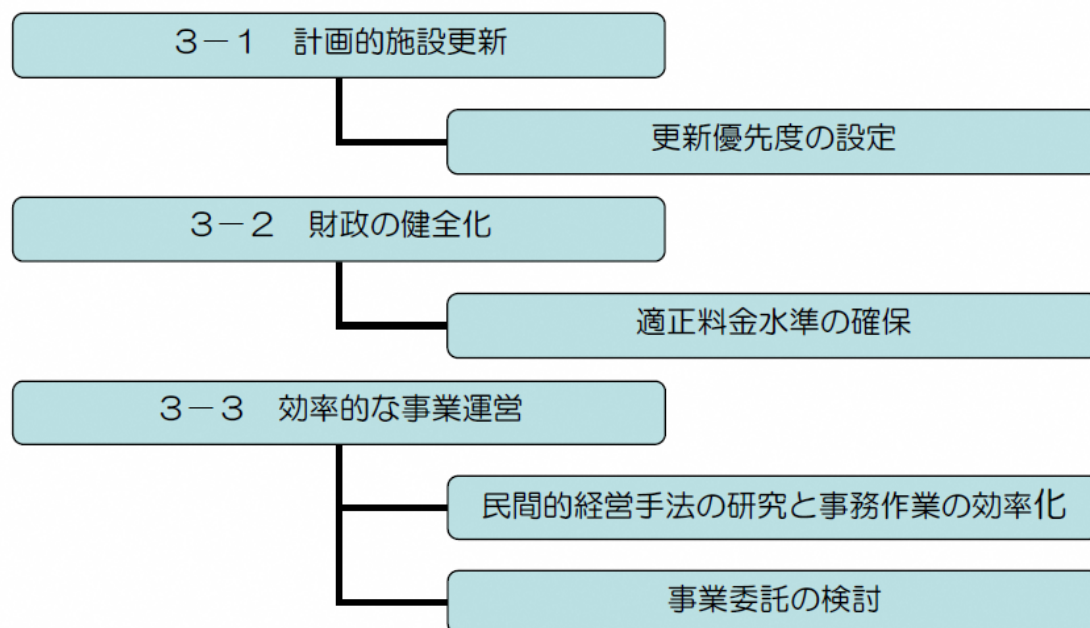 3－1　計画的施設更新
更新優先度の設定
3－2　財政の健全化
適正料金水準の確保
3－3　効率的な事業運営
民間的経営手法の研究と事務作業の効率化
事業委託の検討